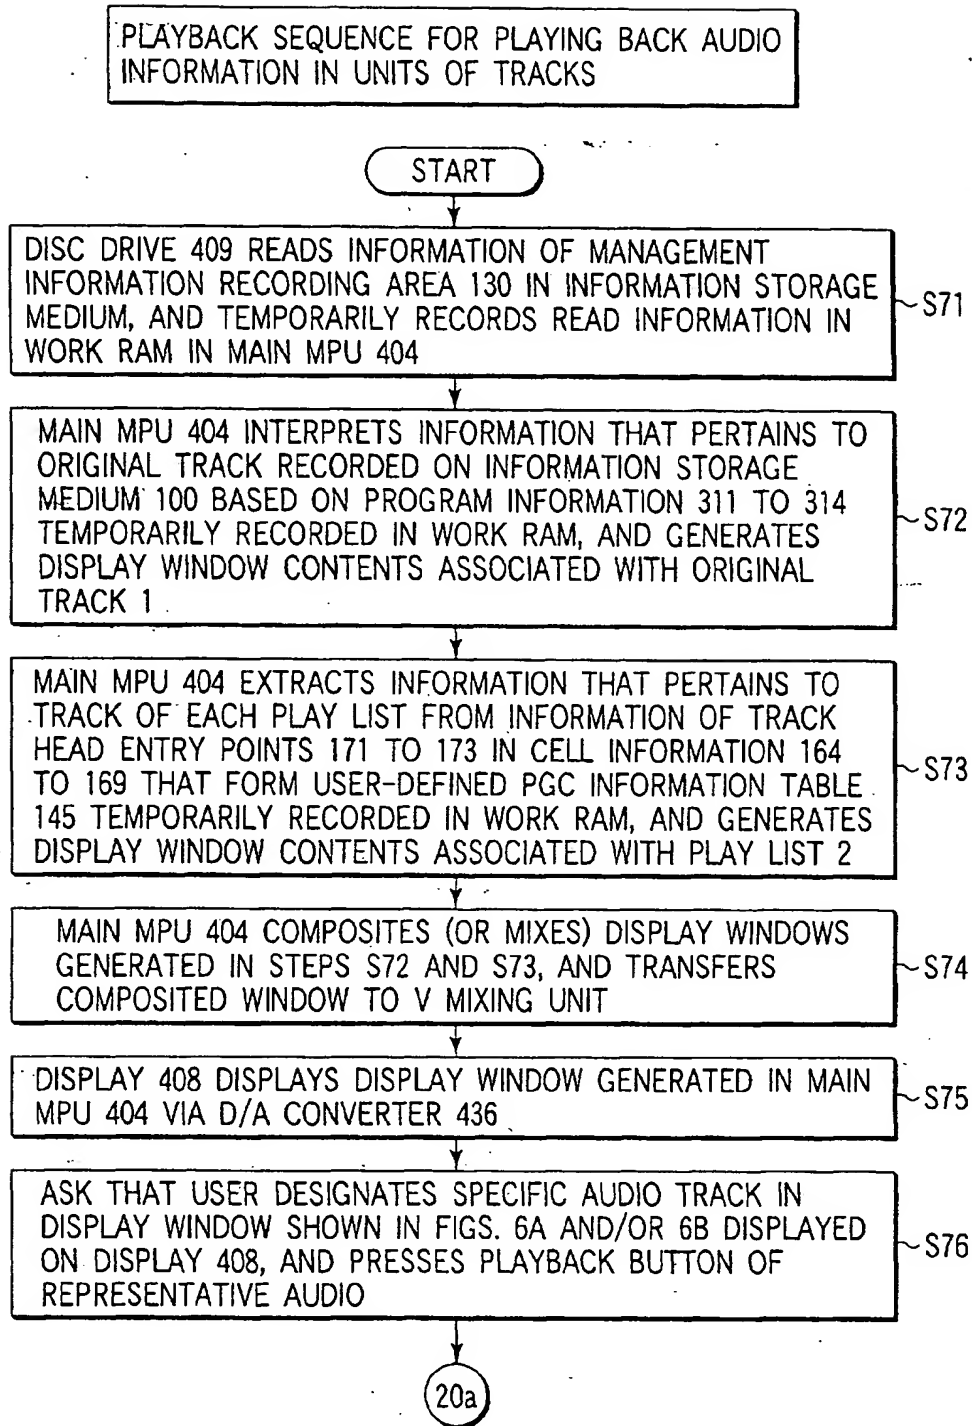 PLAYBACK SEQUENCE FOR PLAYING BACK AUDIO
INFORMATION IN UNITS OF TRACKS
START
DISC DRIVE 409 READS INFORMATION OF MANAGEMENT
INFORMATION RECORDING AREA 130 IN INFORMATION STORAGE
MEDIUM, AND TEMPORARILY RECORDS READ INFORMATION IN
WORK RAM IN MAIN MPU 404
S71
MAIN MPU 404 INTERPRETS INFORMATION THAT PERTAINS TO
ORIGINAL TRACK RECORDED ON INFORMATION STORAGE
MEDIUM 100 BASED ON PROGRAM INFORMATION 311 TO 314
TEMPORARILY RECORDED IN WORK RAM, AND GENERATES
DISPLAY WINDOW CONTENTS ASSOCIATED WITH ORIGINAL
TRACK 1
S72
MAIN MPU 404 EXTRACTS INFORMATION THAT PERTAINS TO
TRACK OF EACH PLAY LIST FROM INFORMATION OF TRACK
HEAD ENTRY POINTS 171 TO 173 IN CELL INFORMATION 164
TO 169 THAT FORM USER-DEFINED PGC INFORMATION TABLE
145 TEMPORARILY RECORDED IN WORK RAM, AND GENERATES
DISPLAY WINDOW CONTENTS ASSOCIATED WITH PLAY LIST 2
S73
MAIN MPU 404 COMPOSITES (OR MIXES) DISPLAY WINDOWS
GENERATED IN STEPS S72 AND S73, AND TRANSFERS
COMPOSITED WINDOW TO V MIXING UNIT
S74
DISPLAY 408 DISPLAYS DISPLAY WINDOW GENERATED IN MAIN
MPU 404 VIA D/A CONVERTER 436
S75
ASK THAT USER DESIGNATES SPECIFIC AUDIO TRACK IN
DISPLAY WINDOW SHOWN IN FIGS. 6A AND/OR 6B DISPLAYED
ON DISPLAY 408, AND PRESSES PLAYBACK BUTTON OF
REPRESENTATIVE AUDIO
S76
20a